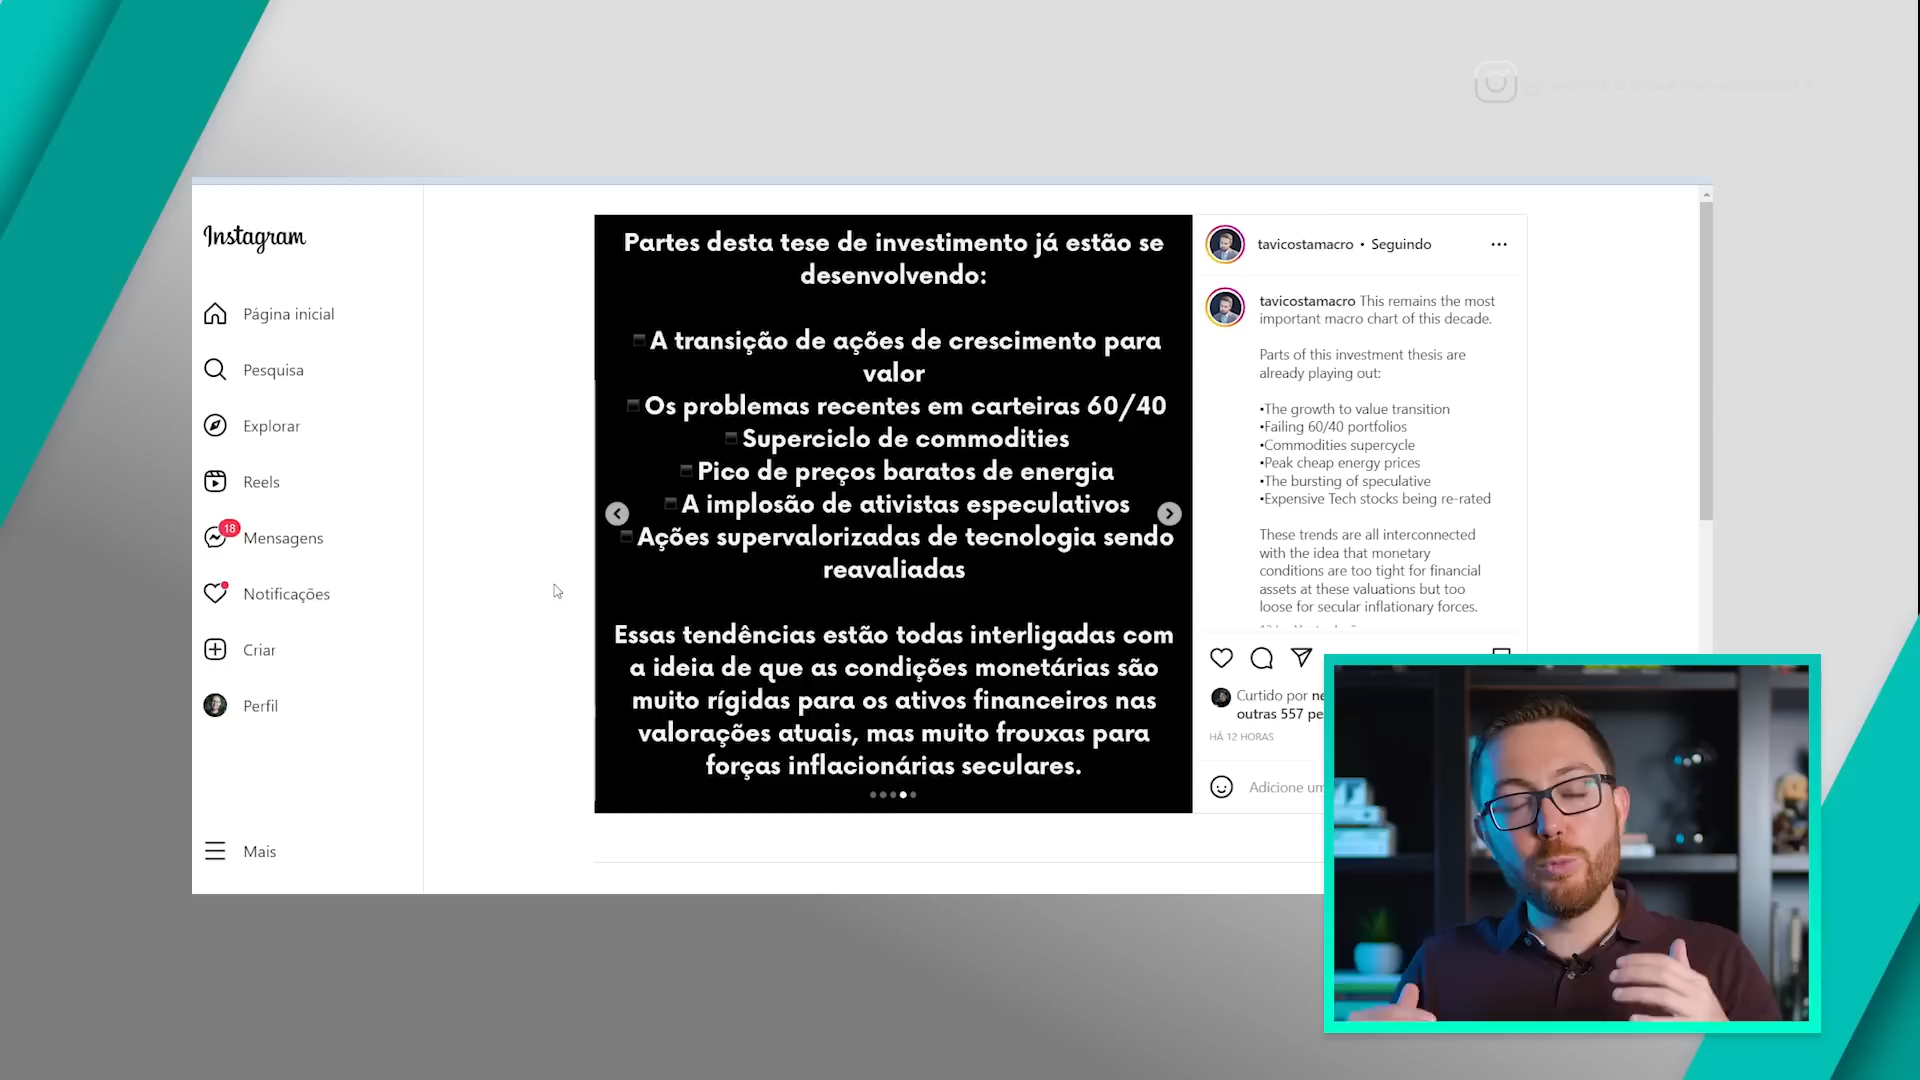 Instagram
Página inicial
Pesquisa
Explorar
Reels
18
Mensagens
Notificações
Criar
Perfil
Mais
Partes desta tese de investimento já estão se
desenvolvendo:
▪A transição de ações de crescimento para
valor
▪Os problemas recentes em carteiras 60/40
▪Superciclo de commodities
▪Pico de preços baratos de energia
▪A implosão de ativistas especulativos
▪Ações supervalorizadas de tecnologia sendo
reavaliadas
Essas tendências estão todas interligadas com
a ideia de que as condições monetárias são
muito rígidas para os ativos financeiros nas
valorações atuais, mas muito frouxas para
forças inflacionárias seculares.
tavicostamacro • Seguindo
tavicostamacro This remains the most
important macro chart of this decade.
Parts of this investment thesis are
already playing out:
•The growth to value transition
•Failing 60/40 portfolios
•Commodities supercycle
•Peak cheap energy prices
•The bursting of speculative
•Expensive Tech stocks being re-rated
These trends are all interconnected
with the idea that monetary
conditions are too tight for financial
assets at these valuations but too
loose for secular inflationary forces.
Curtido por ne
outras 557 pe
HÁ 12 HORAS
Adicione um